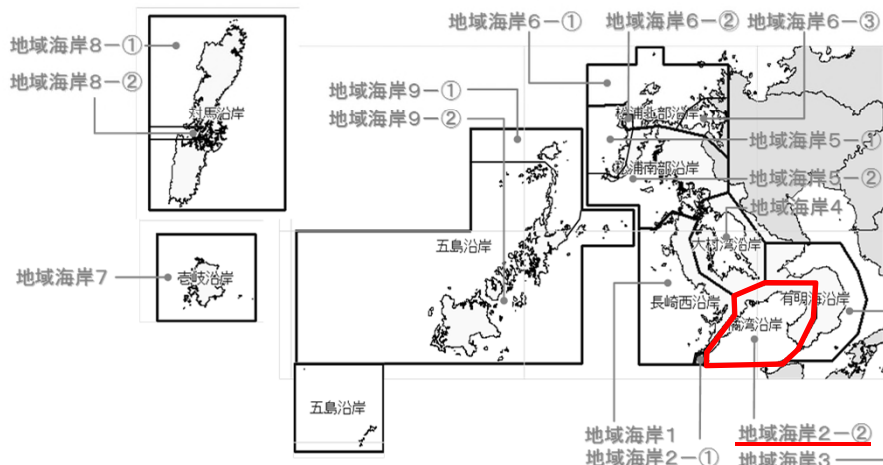 地域海岸6-①
地域海岸6-②
地域海岸6-③
地域海岸8-①
地域海岸8-②
対馬沿岸
地域海岸9-①
地域海岸9-②
松浦北部沿岸
地域海岸5-①
松浦南部沿岸
地域海岸5-②
地域海岸4
大村湾沿岸
五島沿岸
地域海岸7
壱岐沿岸
長崎西沿岸
有明海沿岸
橘湾沿岸
五島沿岸
地域海岸1
地域海岸2-①
地域海岸2-②
地域海岸3